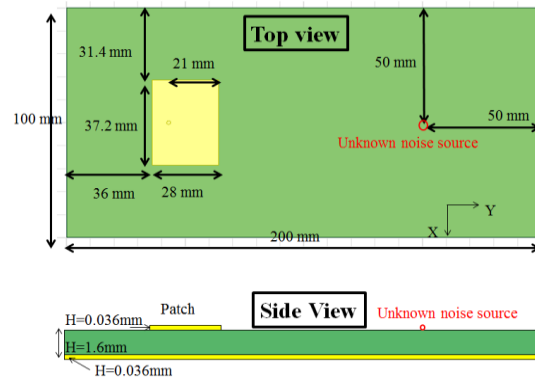 Top view
31.4 mm
21 mm
50 mm
100 mm
37.2 mm
50 mm
Unknown noise source
36 mm
28 mm
X
Y
200 mm
Patch
Side View
Unknown noise source
H=0.036mm
H=1.6mm
H=0.036mm